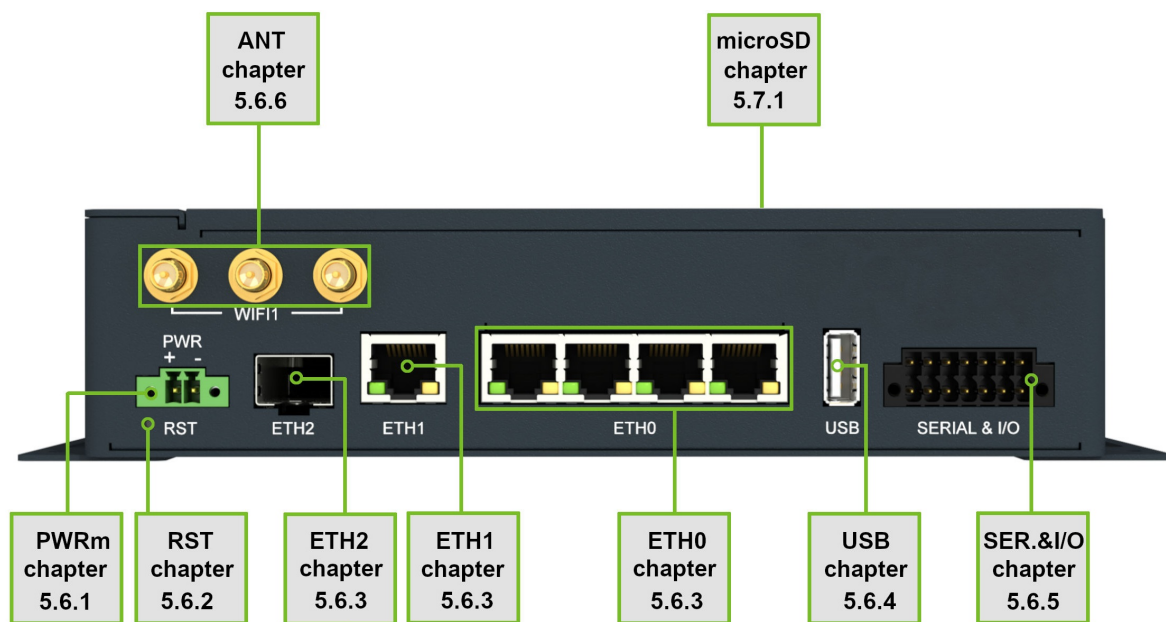 ANT
chapter
5.6.6
microSD
chapter
5.7.1
WIFI1
PWR
+ -
RST
ETH2
ETH1
ETH0
USB
SERIAL & I/O
PWRm
chapter
5.6.1
RST
chapter
5.6.2
ETH2
chapter
5.6.3
ETH1
chapter
5.6.3
ETH0
chapter
5.6.3
USB
chapter
5.6.4
SER.&I/O
chapter
5.6.5